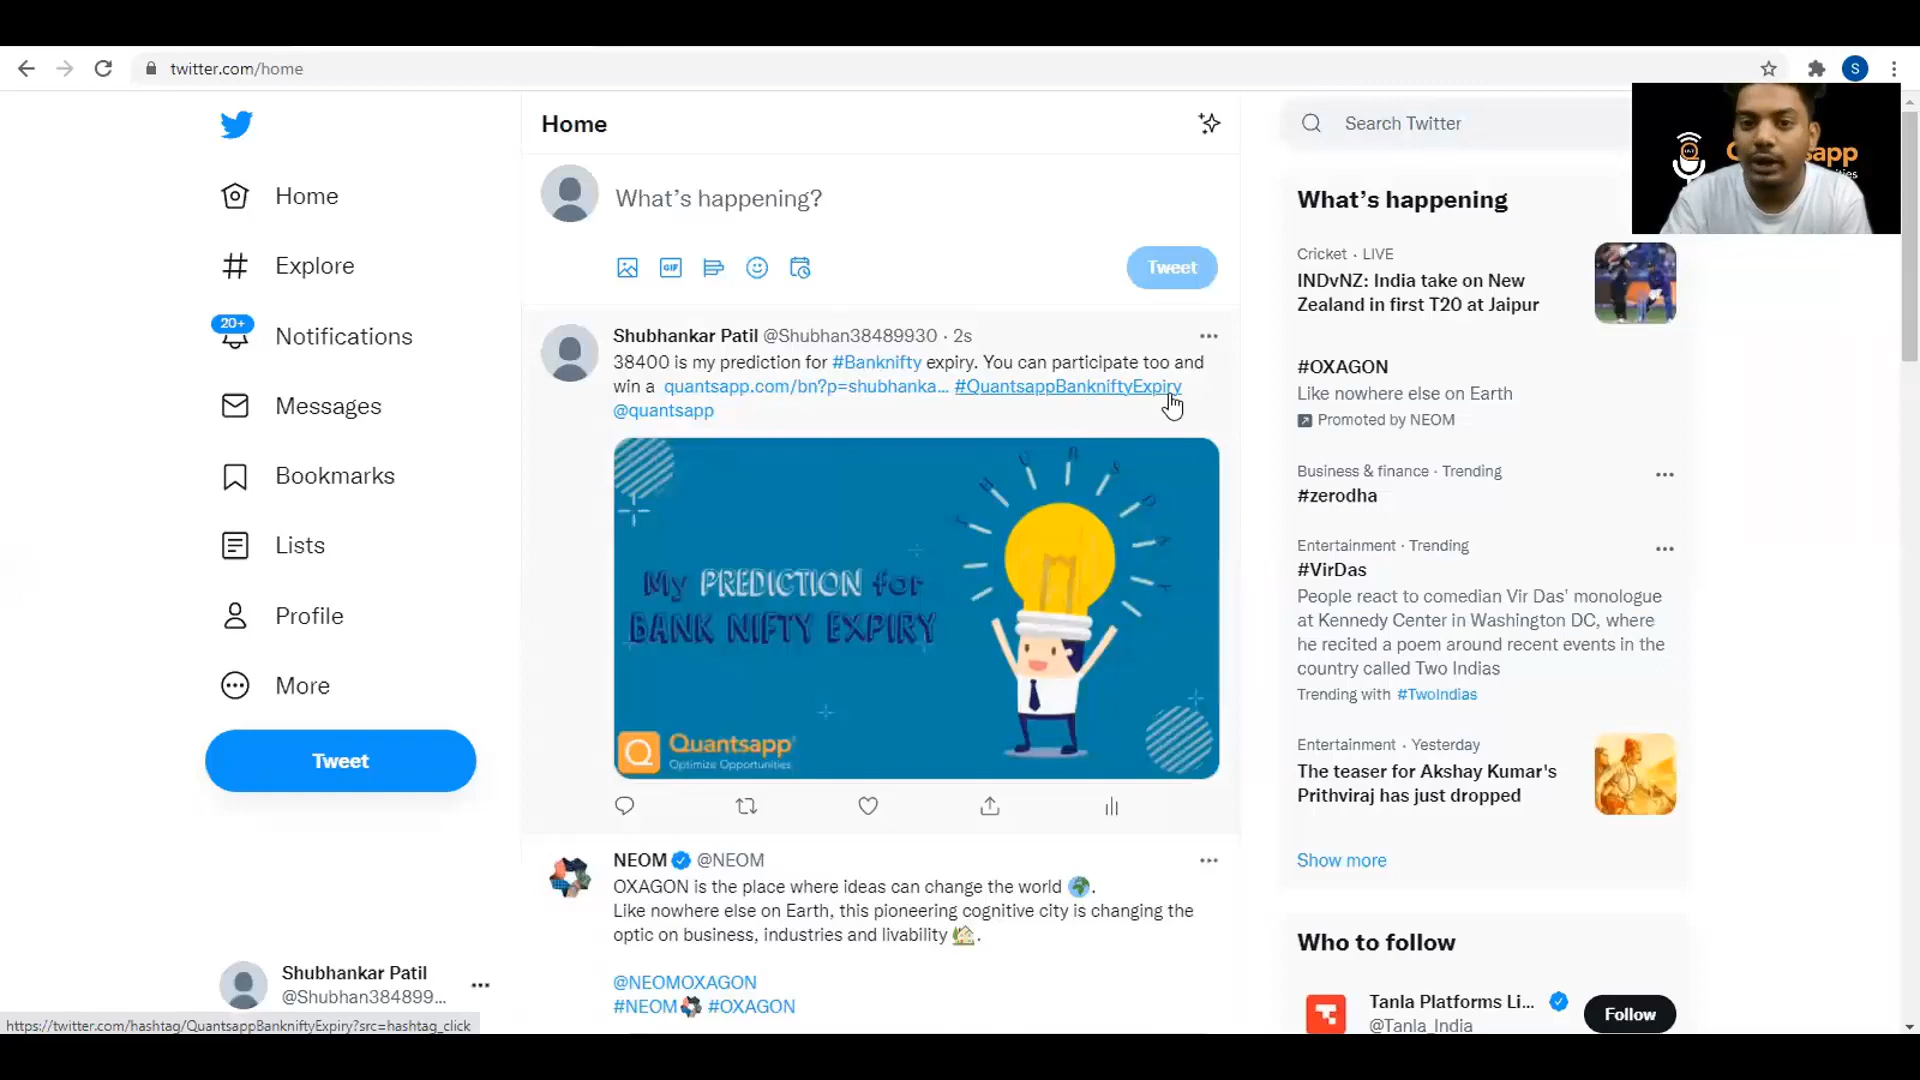 twitter.com/home
S
Home
Search Twitter
Home
Explore
20+
Notifications
Messages
Bookmarks
Lists
Profile
More
Tweet
Shubhankar Patil
@Shubhan384899...
https://twitter.com/hashtag/QuantsappBankniftyExpiry?src=hashtag_click
What's happening?
GIF
Tweet
Shubhankar Patil @Shubhan38489930 · 2s
38400 is my prediction for #Banknifty expiry. You can participate too and
win a quantsapp.com/bn?p=shubhanka... #QuantsappBankniftyExpiry
@quantsapp
My PREDICTION for
BANK NIFTY EXPIRY
Quantsapp
Optimize Opportunities
NEOM @NEOM
OXAGON is the place where ideas can change the world 🌍.
Like nowhere else on Earth, this pioneering cognitive city is changing the
optic on business, industries and livability 🏡.
@NEOMOXAGON
#NEOM #OXAGON
What's happening
Cricket · LIVE
INDvNZ: India take on New
Zealand in first T20 at Jaipur
#OXAGON
Like nowhere else on Earth
Promoted by NEOM
Business & finance · Trending
#zerodha
Entertainment · Trending
#VirDas
People react to comedian Vir Das' monologue
at Kennedy Center in Washington DC, where
he recited a poem around recent events in the
country called Two Indias
Trending with #TwoIndias
Entertainment · Yesterday
The teaser for Akshay Kumar's
Prithviraj has just dropped
Show more
Who to follow
Tanla Platforms Li...
@Tanla_India
Follow